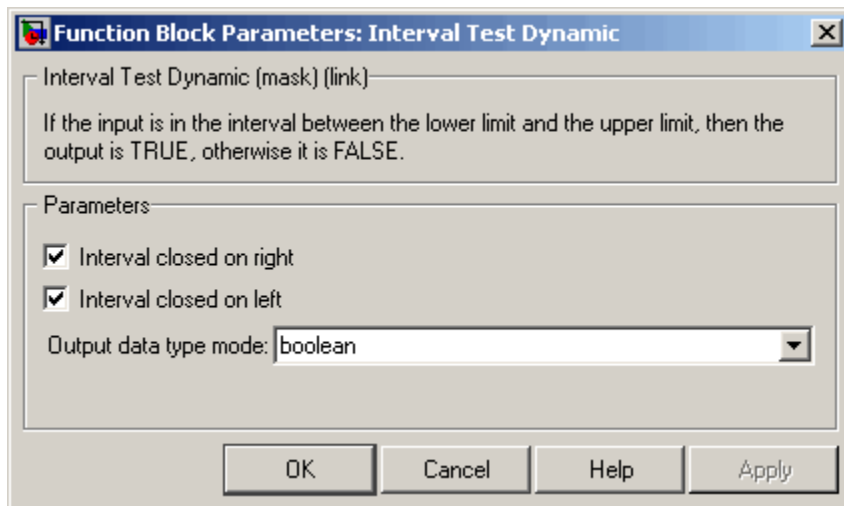 Function Block Parameters: Interval Test Dynamic
Interval Test Dynamic (mask) (link)
If the input is in the interval between the lower limit and the upper limit, then the
output is TRUE, otherwise it is FALSE.
Parameters
Interval closed on right
Interval closed on left
Output data type mode: boolean
OK Cancel Help Apply